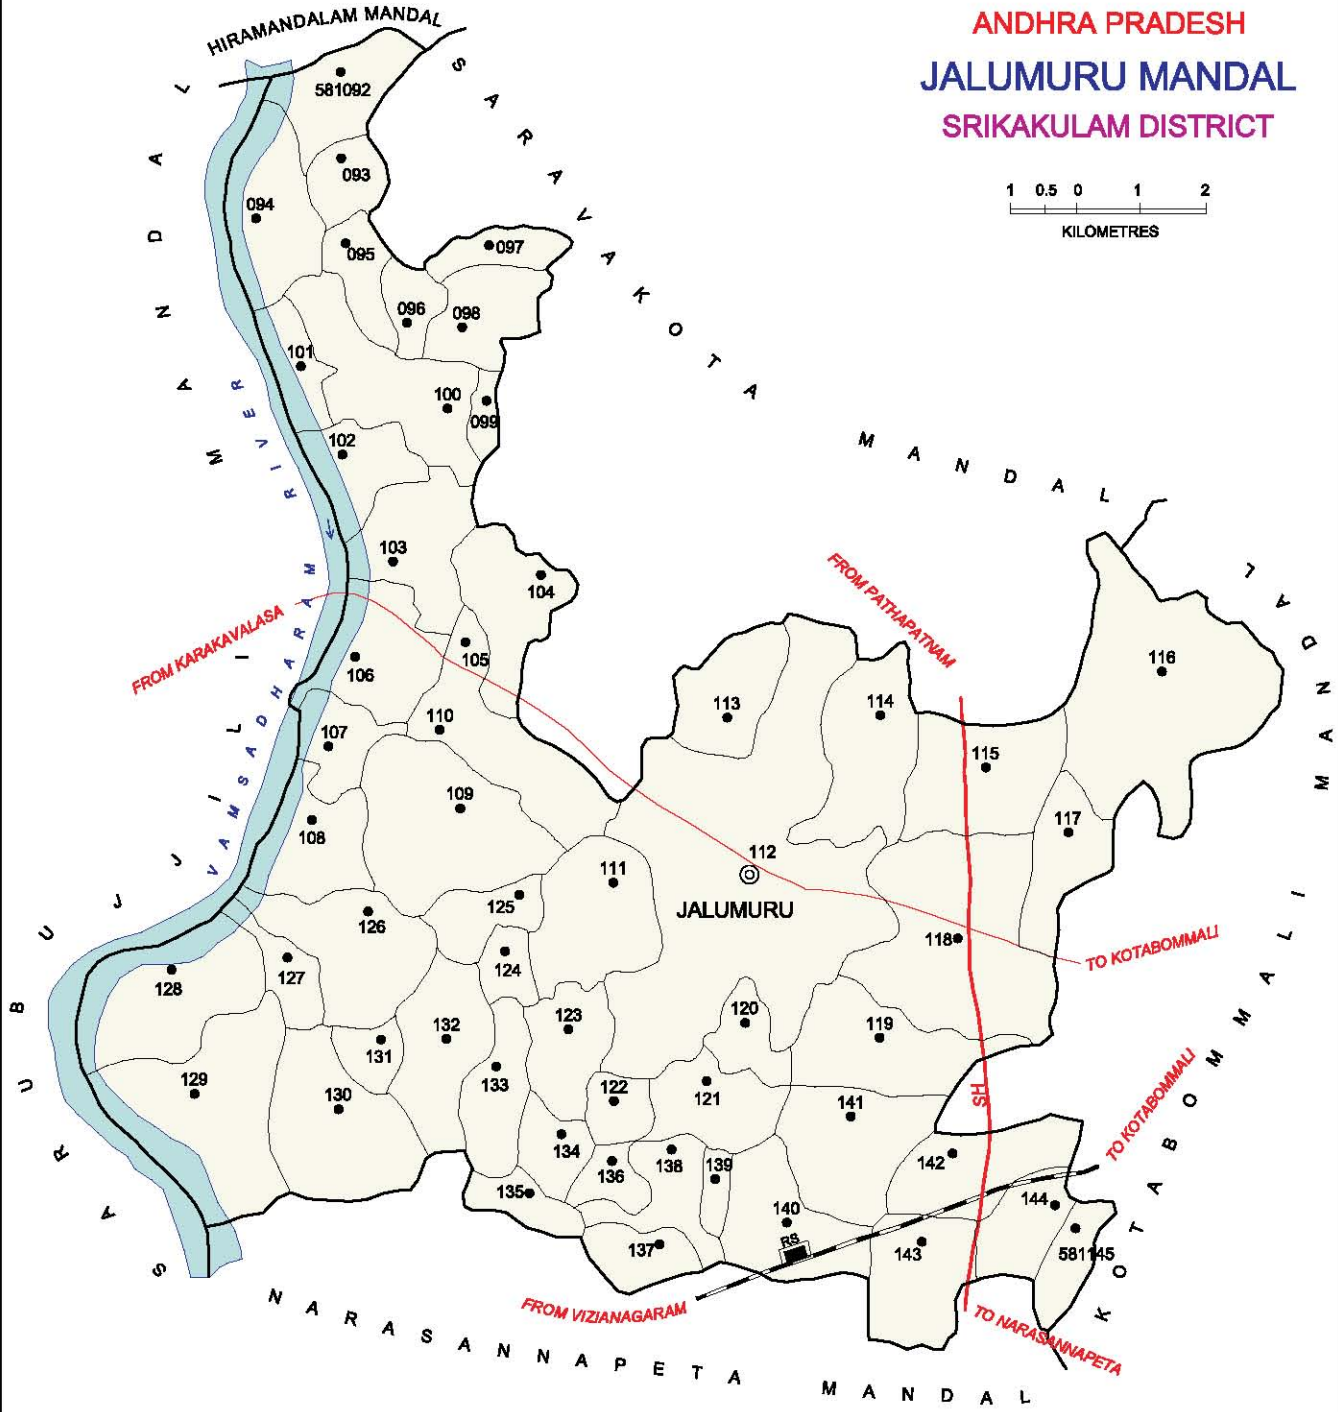 ANDHRA PRADESH
JALUMURU MANDAL
SRIKAKULAM DISTRICT
1 0.5 0 1 2
KILOMETRES
HIRAMANDALAM MANDAL
SARAVAKOTA MANDAL
581092
093
094
095
097
096
098
101
100
099
102
103
104
FROM PATHAPATNAM
FROM KARAKAVALASA
VAMSADHARAM RIVER
SARUBUJJILI MANDAL
105
106
116
113
114
110
107
115
109
108
117
112
111
JALUMURU
125
126
118
TO KOTABOMMALI
124
127
128
120
123
119
132
131
133
129
130
122
121
141
HS
TO KOTABOMMALI
KOTABOMMALI MANDAL
134
136
138
139
142
135
140
144
RS
137
143
581145
FROM VIZIANAGARAM
TO NARASANNAPETA
NARASANNAPETA MANDAL